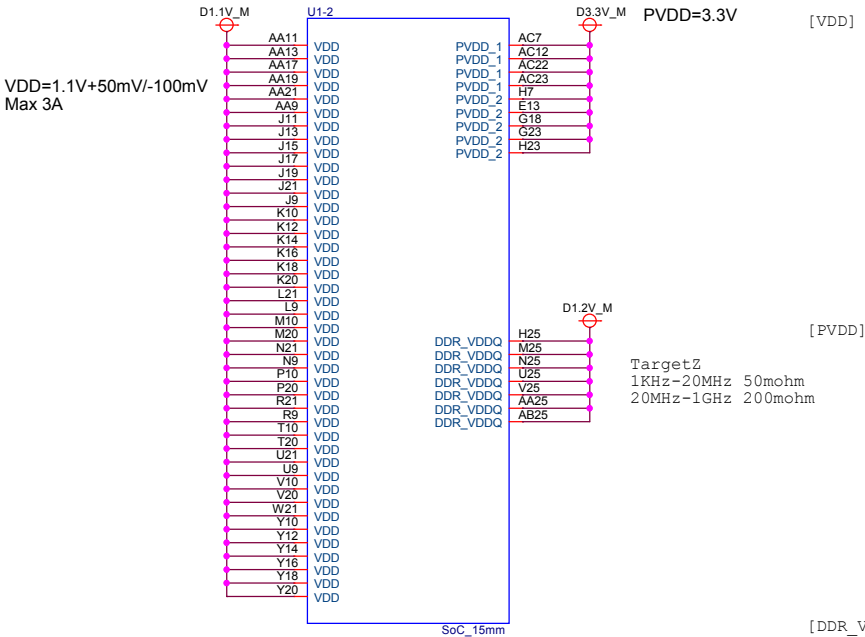 D1.1V_M
U1-2
D3.3V_M
PVDD=3.3V
[VDD]
VDD=1.1V+50mV/-100mV
Max 3A
AA11 VDD
AA13 VDD
AA17 VDD
AA19 VDD
AA21 VDD
AA9 VDD
J11 VDD
J13 VDD
J15 VDD
J17 VDD
J19 VDD
J21 VDD
J9 VDD
K10 VDD
K12 VDD
K14 VDD
K16 VDD
K18 VDD
K20 VDD
L21 VDD
L9 VDD
M10 VDD
M20 VDD
N21 VDD
N9 VDD
P10 VDD
P20 VDD
R21 VDD
R9 VDD
T10 VDD
T20 VDD
U21 VDD
U9 VDD
V10 VDD
V20 VDD
W21 VDD
Y10 VDD
Y12 VDD
Y14 VDD
Y16 VDD
Y18 VDD
Y20 VDD
PVDD_1 AC7
PVDD_1 AC12
PVDD_1 AC22
PVDD_1 AC23
PVDD_2 H7
PVDD_2 E13
PVDD_2 G18
PVDD_2 G23
PVDD_2 H23
D1.2V_M
DDR_VDDQ H25
DDR_VDDQ M25
DDR_VDDQ N25
DDR_VDDQ U25
DDR_VDDQ V25
DDR_VDDQ AA25
DDR_VDDQ AB25
[PVDD]
TargetZ
1KHz-20MHz 50mohm
20MHz-1GHz 200mohm
SoC_15mm
[DDR_V